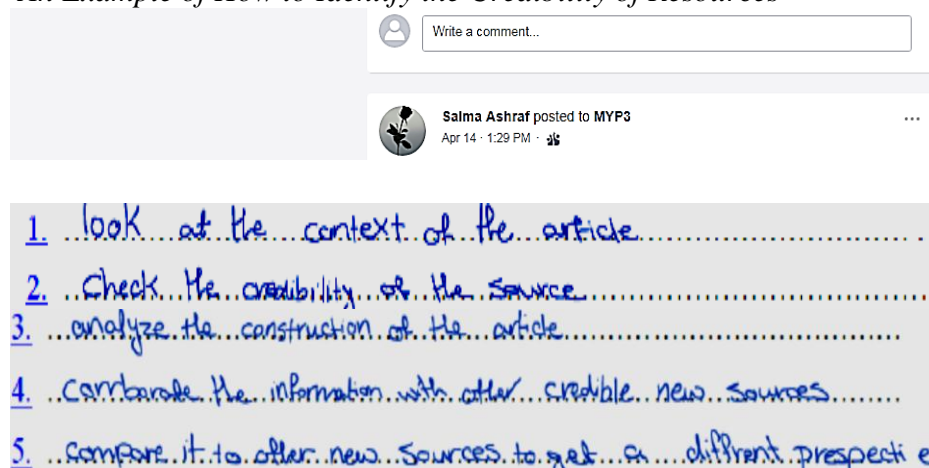 An Example of How to Identify the Credibility of Resources
Write a comment...
Salma Ashraf posted to MYP3
Apr 14 · 1:29 PM ·
1. look at the context of the article
2. Check the credibility of the source
3. analyze the construction of the article
4. Corroborate the information with other credible new sources
5. compare it to other new sources to get a diffrent prespecti e